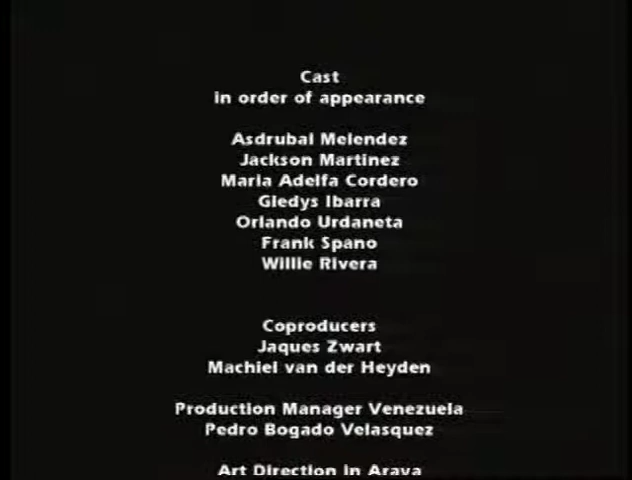 Cast
in order of appearance
Asdrubal Melendez
Jackson Martinez
Maria Adelfa Cordero
Gledys Ibarra
Orlando Urdaneta
Frank Spano
Willie Rivera
Coproducers
Jaques Zwart
Machiel van der Heyden
Production Manager Venezuela
Pedro Bogado Velasquez
Art Direction in Araya